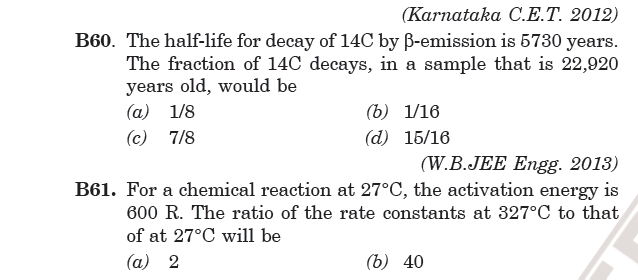 (Karnataka C.E.T. 2012)
B60. The half-life for decay of 14C by β-emission is 5730 years.
The fraction of 14C decays, in a sample that is 22,920
years old, would be
(a) 1/8 (b) 1/16
(c) 7/8 (d) 15/16
(W.B.JEE Engg. 2013)
B61. For a chemical reaction at 27°C, the activation energy is
600 R. The ratio of the rate constants at 327°C to that
of at 27°C will be
(a) 2 (b) 40